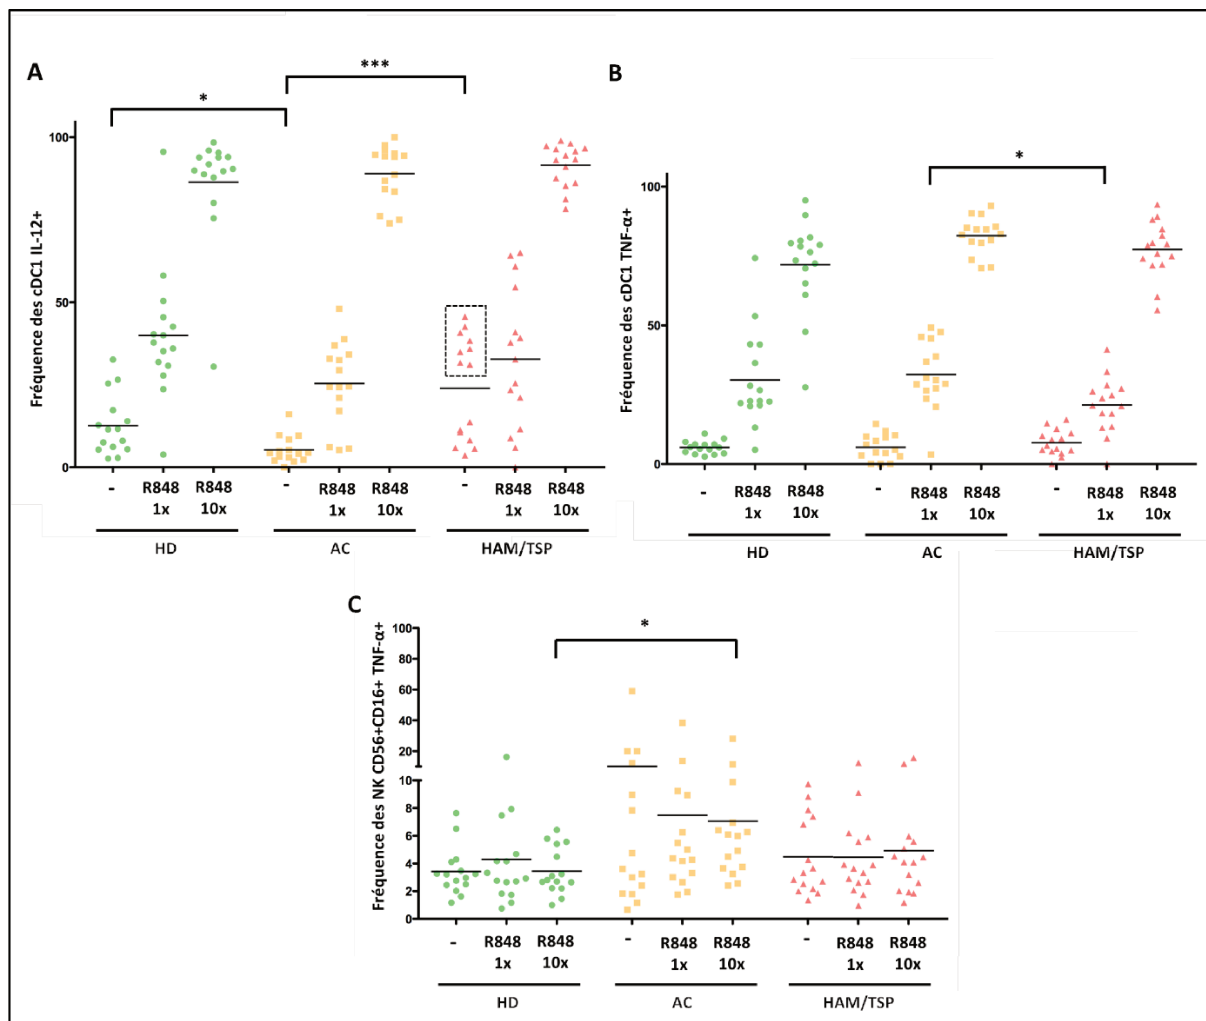 A
***
*
Fréquence des cDC1 IL-12+
100
50
0
- R848 R848 - R848 R848 - R848 R848
1x 10x 1x 10x 1x 10x
HD AC HAM/TSP
B
*
Fréquence des cDC1 TNF-α+
100
50
0
- R848 R848 - R848 R848 - R848 R848
1x 10x 1x 10x 1x 10x
HD AC HAM/TSP
C
*
Fréquence des NK CD56+CD16+ TNF-α+
100
80
60
40
20
10
8
6
4
2
0
- R848 R848 - R848 R848 - R848 R848
1x 10x 1x 10x 1x 10x
HD AC HAM/TSP